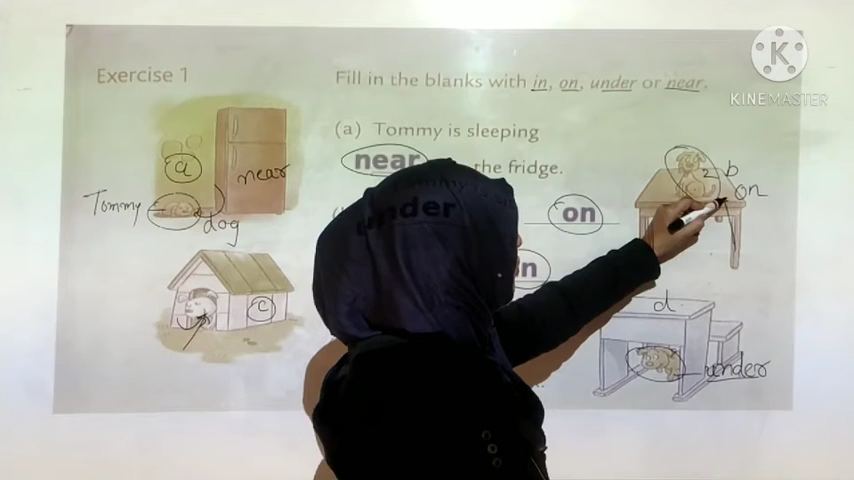 Exercise 1
Fill in the blanks with in, on, under or near.
K
KINEMASTER
(a) Tommy is sleeping
near the fridge.
a
near
Tommy
dog
b
on
under
on
c
d
under